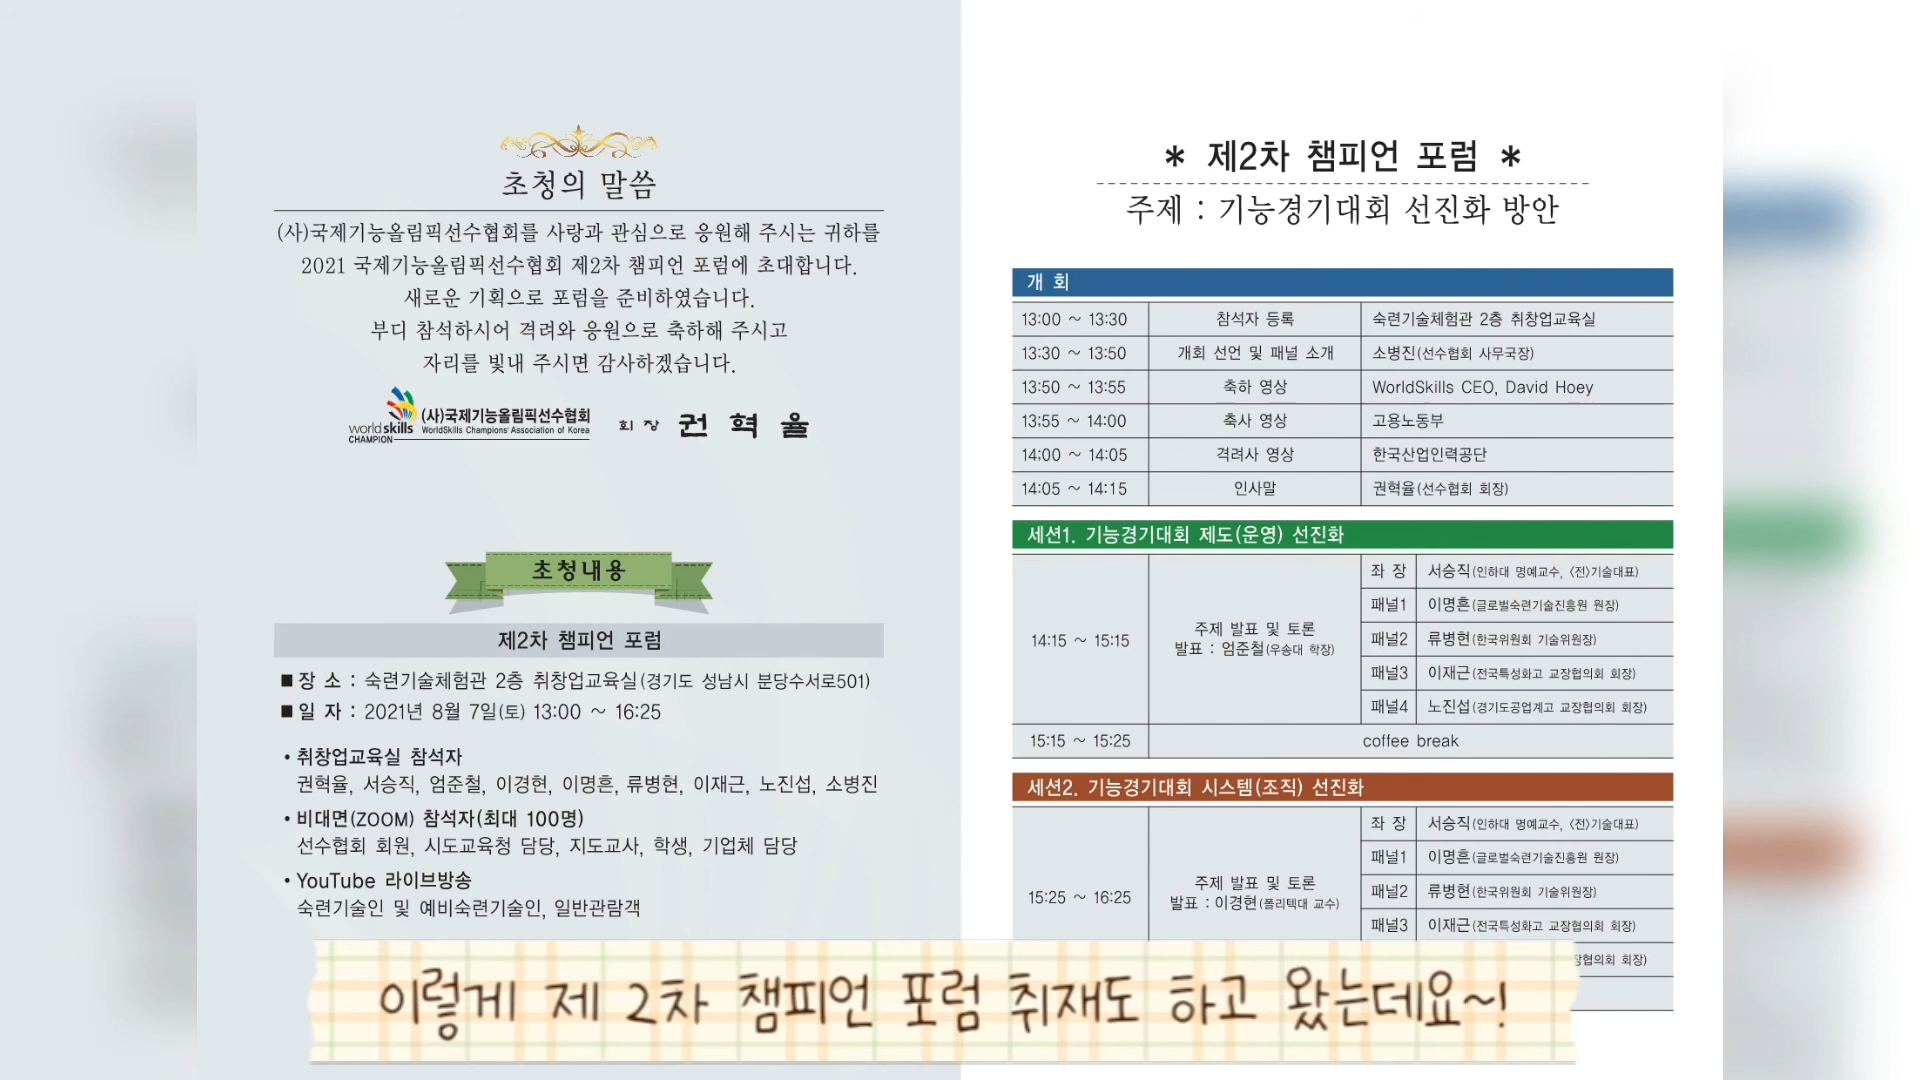 초청의 말씀
(사)국제기능올림픽선수협회를 사랑과 관심으로 응원해 주시는 귀하를
2021 국제기능올림픽선수협회 제2차 챔피언 포럼에 초대합니다.
새로운 기획으로 포럼을 준비하였습니다.
부디 참석하시어 격려와 응원으로 축하해 주시고
자리를 빛내 주시면 감사하겠습니다.
world skills CHAMPION
(사)국제기능올림픽선수협회
WorldSkills Champions' Association of Korea
회 장 권 혁 율
초청내용
제2차 챔피언 포럼
■ 장 소 : 숙련기술체험관 2층 취창업교육실(경기도 성남시 분당수서로501)
■ 일 자 : 2021년 8월 7일(토) 13:00 ~ 16:25
• 취창업교육실 참석자
권혁율, 서승직, 엄준철, 이경현, 이명흔, 류병현, 이재근, 노진섭, 소병진
• 비대면(ZOOM) 참석자(최대 100명)
선수협회 회원, 시도교육청 담당, 지도교사, 학생, 기업체 담당
• YouTube 라이브방송
숙련기술인 및 예비숙련기술인, 일반관람객
* 제2차 챔피언 포럼 *
주제 : 기능경기대회 선진화 방안
개 회
13:00 ~ 13:30 참석자 등록 숙련기술체험관 2층 취창업교육실
13:30 ~ 13:50 개회 선언 및 패널 소개 소병진(선수협회 사무국장)
13:50 ~ 13:55 축하 영상 WorldSkills CEO, David Hoey
13:55 ~ 14:00 축사 영상 고용노동부
14:00 ~ 14:05 격려사 영상 한국산업인력공단
14:05 ~ 14:15 인사말 권혁율(선수협회 회장)
세션1. 기능경기대회 제도(운영) 선진화
14:15 ~ 15:15
주제 발표 및 토론
발표 : 엄준철(우송대 학장)
좌 장 서승직(인하대 명예교수, <전>기술대표)
패널1 이명흔(글로벌숙련기술진흥원 원장)
패널2 류병현(한국위원회 기술위원장)
패널3 이재근(전국특성화고 교장협의회 회장)
패널4 노진섭(경기도공업계고 교장협의회 회장)
15:15 ~ 15:25 coffee break
세션2. 기능경기대회 시스템(조직) 선진화
15:25 ~ 16:25
주제 발표 및 토론
발표 : 이경현(폴리텍대 교수)
좌 장 서승직(인하대 명예교수, <전>기술대표)
패널1 이명흔(글로벌숙련기술진흥원 원장)
패널2 류병현(한국위원회 기술위원장)
패널3 이재근(전국특성화고 교장협의회 회장)
장협의회 회장)
이렇게 제 2차 챔피언 포럼 취재도 하고 왔는데요~!